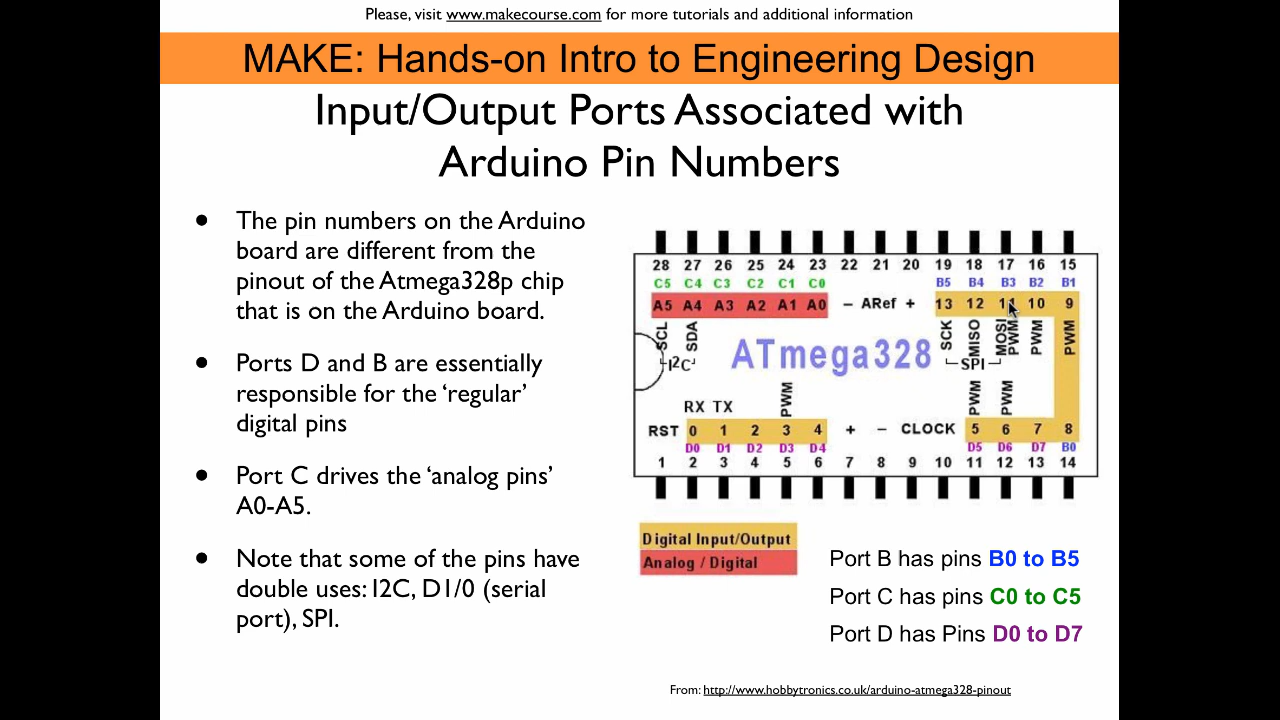 Please, visit www.makecourse.com for more tutorials and additional information
MAKE: Hands-on Intro to Engineering Design
Input/Output Ports Associated with
Arduino Pin Numbers
• The pin numbers on the Arduino
board are different from the
pinout of the Atmega328p chip
that is on the Arduino board.
• Ports D and B are essentially
responsible for the ‘regular’
digital pins
• Port C drives the ‘analog pins’
A0-A5.
• Note that some of the pins have
double uses: I2C, D1/0 (serial
port), SPI.
28 27 26 25 24 23 22 21 20 19 18 17 16 15
C5 C4 C3 C2 C1 C0 B5 B4 B3 B2 B1
A5 A4 A3 A2 A1 A0 – ARef + 13 12 11 10 9
SCL SDA SCK MISO MOSI PWM PWM PWM
I2C ATmega328 SPI
PWM PWM PWM
RX TX
RST 0 1 2 3 4 + – CLOCK 5 6 7 8
D0 D1 D2 D3 D4 D5 D6 D7 B0
1 2 3 4 5 6 7 8 9 10 11 12 13 14
Digital Input/Output
Analog / Digital
Port B has pins B0 to B5
Port C has pins C0 to C5
Port D has Pins D0 to D7
From: http://www.hobbytronics.co.uk/arduino-atmega328-pinout